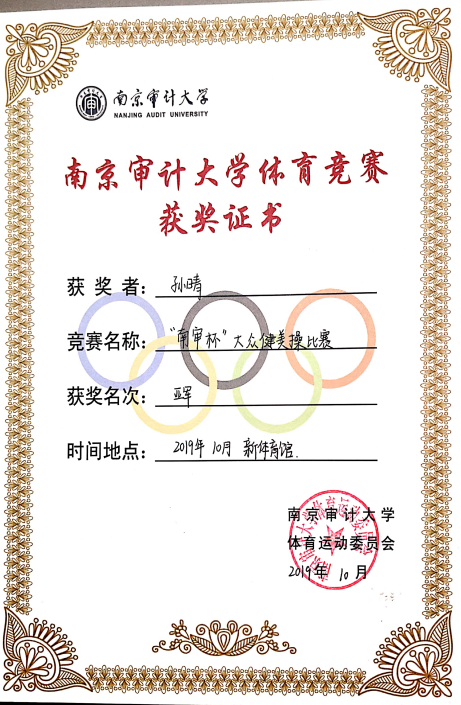 南京审计大学
NANJING AUDIT UNIVERSITY
南京审计大学体育竞赛
获奖证书
获奖者：孙晴
竞赛名称："南审杯"大众健美操比赛
获奖名次：亚军
时间地点：2019年10月 新体育馆.
南京审计大学
体育运动委员会
2019年10月